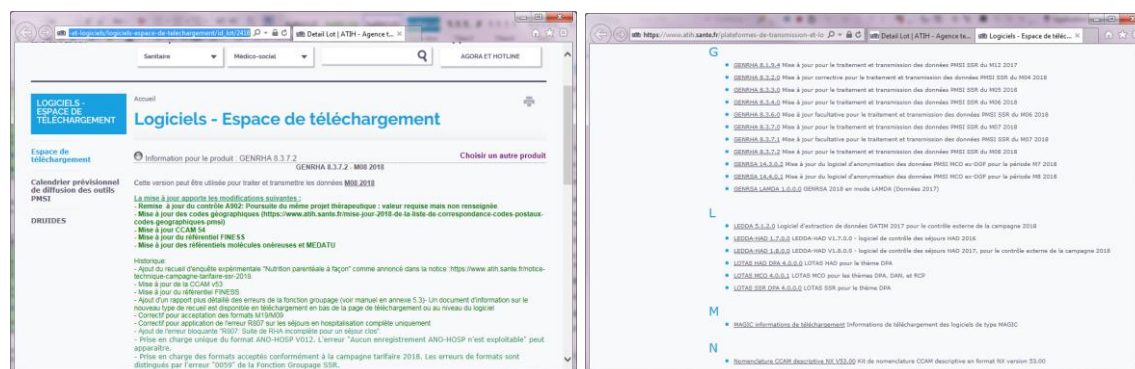 -et-logiciels/logiciels-espace-de-telechargement/id_lot/2416
Detail Lot | ATIH - Agence t...
Sanitaire
Médico-social
AGORA ET HOTLINE
LOGICIELS -
ESPACE DE
TÉLÉCHARGEMENT
Accueil
Logiciels - Espace de téléchargement
Espace de
téléchargement
Calendrier prévisionnel
de diffusion des outils
PMSI
DRUIDES
Information pour le produit : GENRHA 8.3.7.2
Choisir un autre produit
GENRHA 8.3.7.2 - M08 2018
Cette version peut être utilisée pour traiter et transmettre les données M08 2018
La mise à jour apporte les modifications suivantes :
- Remise à jour du contrôle A902: Poursuite du même projet thérapeutique : valeur requise mais non renseignée
- Mise à jour des codes géographiques (https://www.atih.sante.fr/mise-jour-2018-de-la-liste-de-correspondance-codes-postaux-
codes-geographiques-pmsi)
- Mise à jour CCAM 54
- Mise à jour du référentiel FINESS
- Mise à jour des référentiels molécules onéreuses et MEDATU
Historique:
- Ajout du recueil d'enquête expérimentale "Nutrition parentéale à façon" comme annoncé dans la notice :https://www.atih.sante.fr/notice-
technique-campagne-tarifaire-ssr-2018.
- Mise à jour de la CCAM v53
- Mise à jour du référentiel FINESS
- Ajout d'un rapport plus détaillé des erreurs de la fonction groupage (voir manuel en annexe 5.3)- Un document d'information sur le
nouveau type de recueil est disponible en téléchargement en bas de la page de téléchargement ou au niveau du logiciel
- Correctif pour acceptation des formats M19/M09
- Correctif pour application de l'erreur RS07 sur les séjours en hospitalisation complète uniquement
- Ajout de l'erreur bloquante "RS07: Suite de RHA incomplète pour un séjour clos".
- Prise en charge unique du format ANO-HOSP V012. L'erreur "Aucun enregistrement ANO-HOSP n'est exploitable" peut
apparaître.
- Prise en charge des formats acceptés conformément à la campagne tarifaire 2018. Les erreurs de formats sont
distingués par l'erreur "0059" de la Fonction Groupage SSR.
https://www.atih.sante.fr/plateformes-de-transmission-et-lo
Detail Lot | ATIH - Agence te...
Logiciels - Espace de téléc...
G
GENRHA 8.1.9.4 Mise à jour pour le traitement et transmission des données PMSI SSR du M12 2017
GENRHA 8.3.2.0 Mise à jour corrective pour le traitement et transmission des données PMSI SSR du M04 2018
GENRHA 8.3.3.0 Mise à jour pour le traitement et transmission des données PMSI SSR du M05 2018
GENRHA 8.3.4.0 Mise à jour pour le traitement et transmission des données PMSI SSR du M06 2018
GENRHA 8.3.6.0 Mise à jour facultative pour le traitement et transmission des données PMSI SSR du M06 2018
GENRHA 8.3.7.0 Mise à jour pour le traitement et transmission des données PMSI SSR du M07 2018
GENRHA 8.3.7.1 Mise à jour facultative pour le traitement et transmission des données PMSI SSR du M07 2018
GENRHA 8.3.7.2 Mise à jour pour le traitement et transmission des données PMSI SSR du M08 2018
GENRSA 14.3.0.2 Mise à jour du logiciel d'anonymisation des données PMSI MCO ex-DGF pour la période M7 2018
GENRSA 14.4.0.1 Mise à jour du logiciel d'anonymisation des données PMSI MCO ex-DGF pour la période M8 2018
GENRSA LAMDA 1.0.0.0 GENRSA 2018 en mode LAMDA (Données 2017)
L
LEDDA 5.1.2.0 Logiciel d'extraction de données DATIM 2017 pour le contrôle externe de la campagne 2018
LEDDA-HAD 1.7.0.0 LEDDA-HAD V1.7.0.0 - logiciel de contrôle des séjours HAD 2016
LEDDA-HAD 1.8.0.0 LEDDA-HAD V1.8.0.0 - logiciel de contrôle des séjours HAD 2017, pour le contrôle externe de la campagne 2018
LOTAS HAD DPA 4.0.0.0 LOTAS HAD pour le thème DPA
LOTAS MCO 4.0.0.1 LOTAS MCO pour les thèmes DPA, DAN, et RCP
LOTAS SSR DPA 4.0.0.0 LOTAS SSR pour le thème DPA
M
MAGIC informations de téléchargement Informations de téléchargement des logiciels de type MAGIC
N
Nomenclature CCAM descriptive NX V53.00 Kit de nomenclature CCAM descriptive en format NX version 53.00